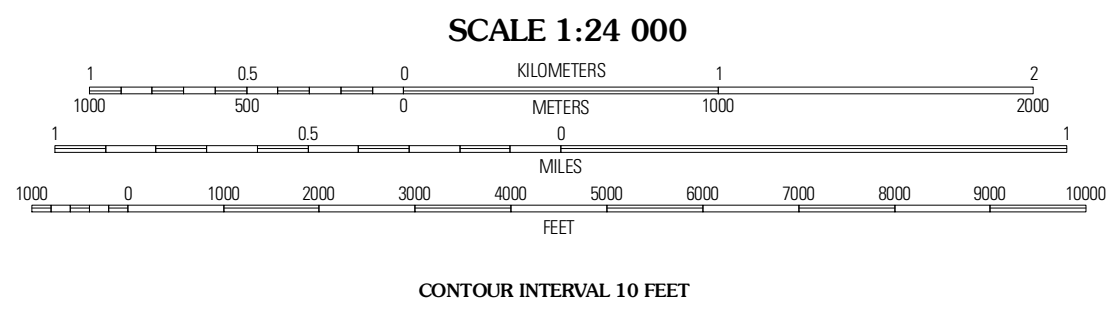 SCALE 1:24 000
1 0.5 0 KILOMETERS 1 2
1000 500 0 METERS 1000 2000
1 0.5 0 1
MILES
1000 0 1000 2000 3000 4000 5000 6000 7000 8000 9000 10000
FEET
CONTOUR INTERVAL 10 FEET